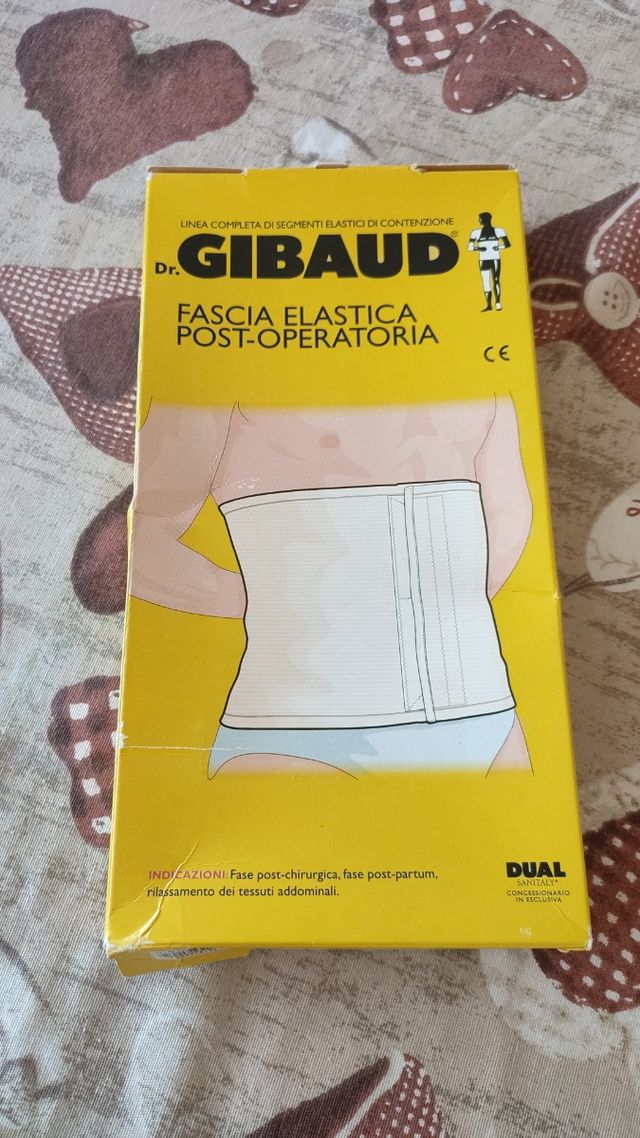 LINEA COMPLETA DI SEGMENTI ELASTICI DI CONTENZIONE
Dr. GIBAUD®
FASCIA ELASTICA
POST-OPERATORIA
CE
INDICAZIONI: Fase post-chirurgica, fase post-partum,
rilassamento dei tessuti addominali.
DUAL
SANITALY®
CONCESSIONARIO
IN ESCLUSIVA